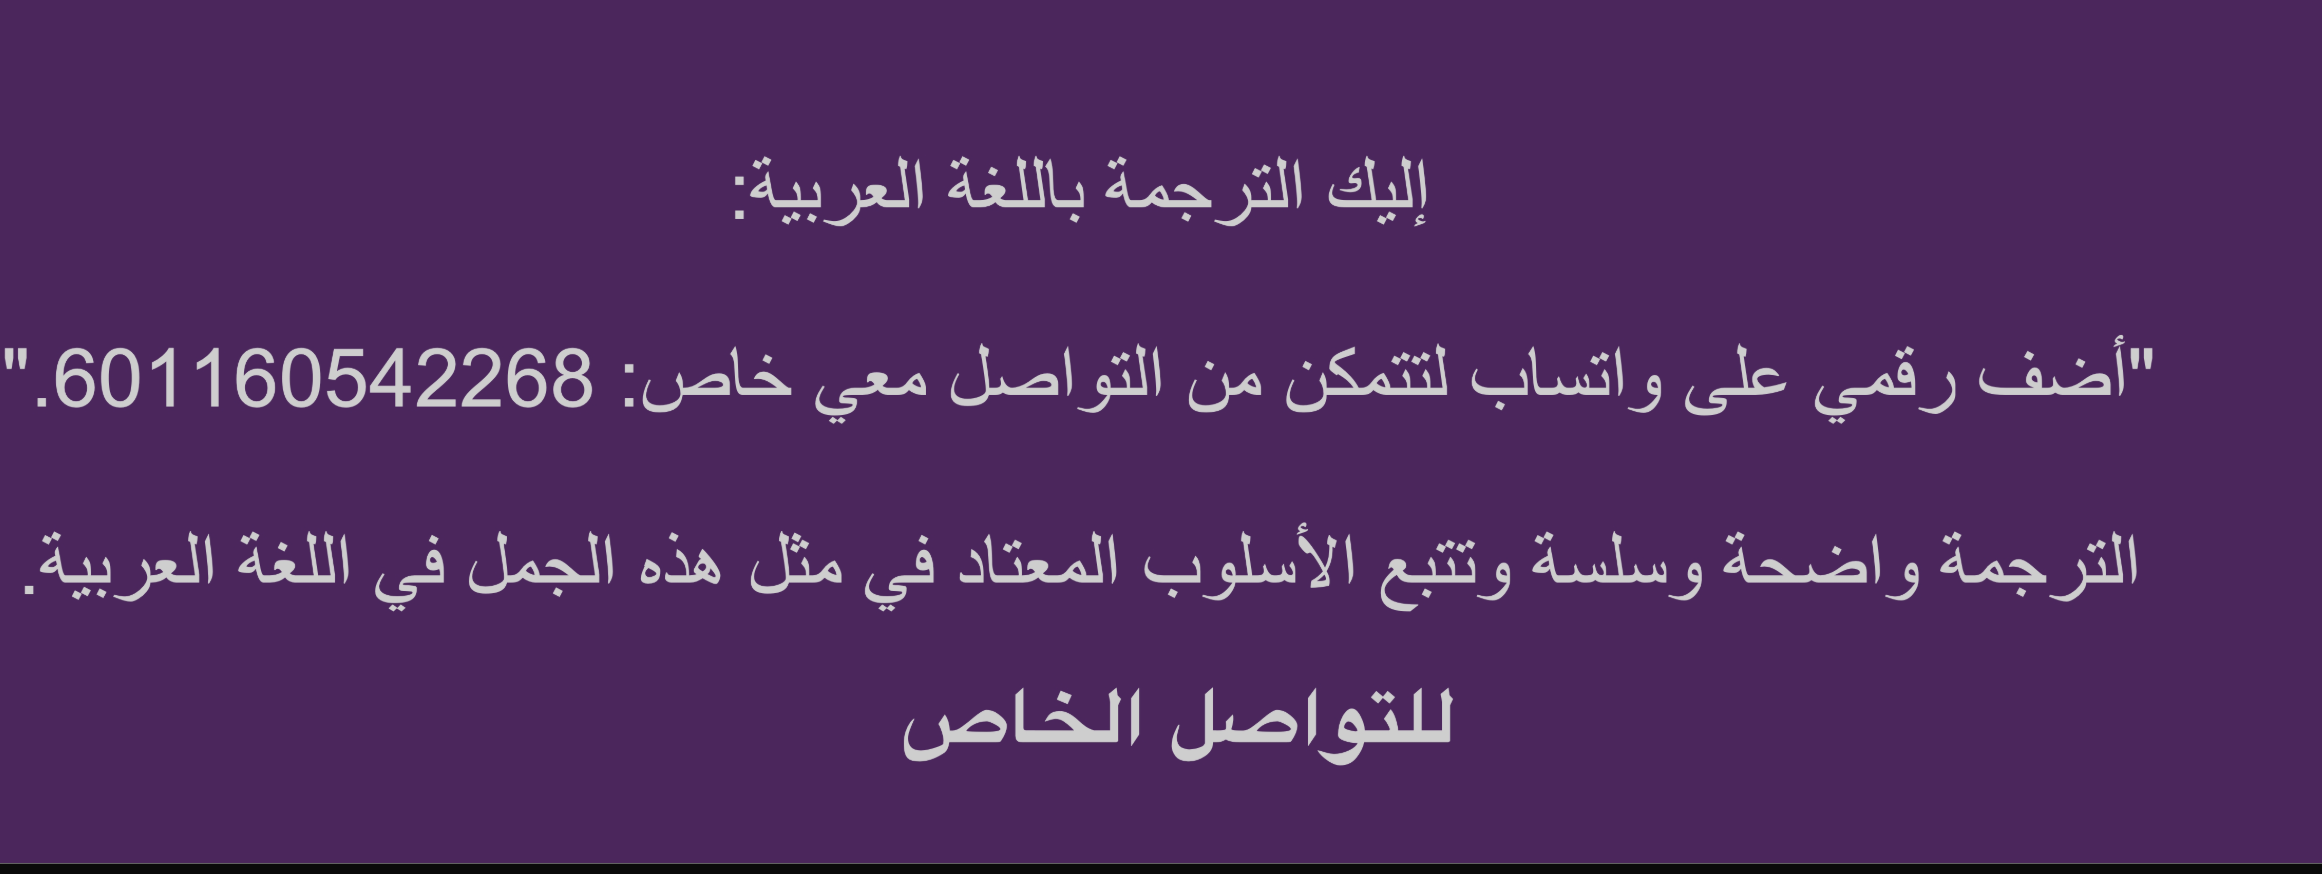 إليك الترجمة باللغة العربية:
"أضف رقمي على واتساب لتتمكن من التواصل معي خاص: 601160542268."
الترجمة واضحة وسلسة وتتبع الأسلوب المعتاد في مثل هذه الجمل في اللغة العربية.
للتواصل الخاص